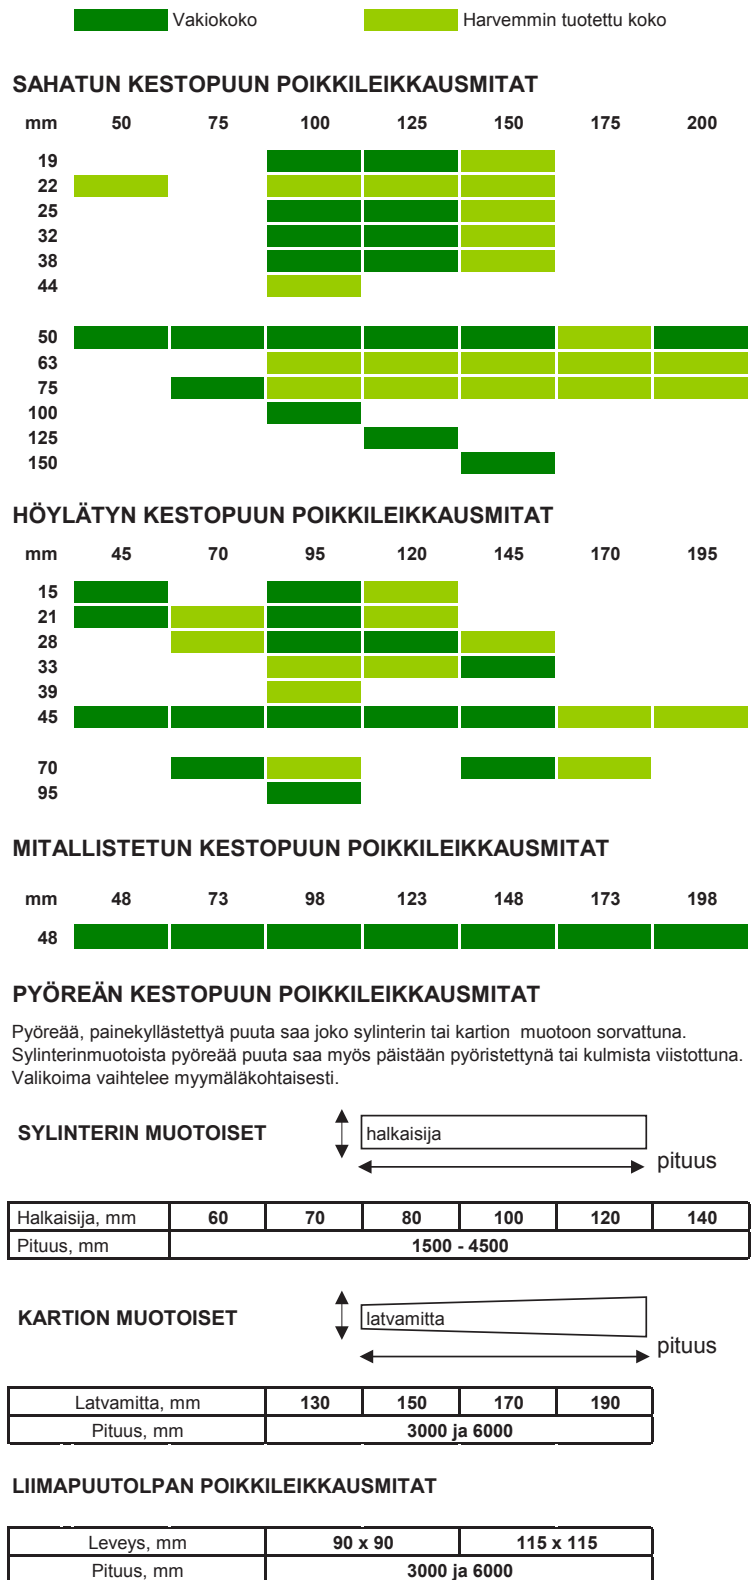 Vakiokoko Harvemmin tuotettu koko
SAHATUN KESTOPUUN POIKKILEIKKAUSMITAT
mm 50 75 100 125 150 175 200
19
22
25
32
38
44
50
63
75
100
125
150
HÖYLÄTYN KESTOPUUN POIKKILEIKKAUSMITAT
mm 45 70 95 120 145 170 195
15
21
28
33
39
45
70
95
MITALLISTETUN KESTOPUUN POIKKILEIKKAUSMITAT
mm 48 73 98 123 148 173 198
48
PYÖREÄN KESTOPUUN POIKKILEIKKAUSMITAT
Pyöreää, painekyllästettyä puuta saa joko sylinterin tai kartion muotoon sorvattuna.
Sylinterinmuotoista pyöreää puuta saa myös päistään pyöristettynä tai kulmista viistottuna.
Valikoima vaihtelee myymäläkohtaisesti.
SYLINTERIN MUOTOISET halkaisija
pituus
Halkaisija, mm 60 70 80 100 120 140
Pituus, mm 1500 - 4500
KARTION MUOTOISET latvamitta
pituus
Latvamitta, mm 130 150 170 190
Pituus, mm 3000 ja 6000
LIIMAPUUTOLPAN POIKKILEIKKAUSMITAT
Leveys, mm 90 x 90 115 x 115
Pituus, mm 3000 ja 6000